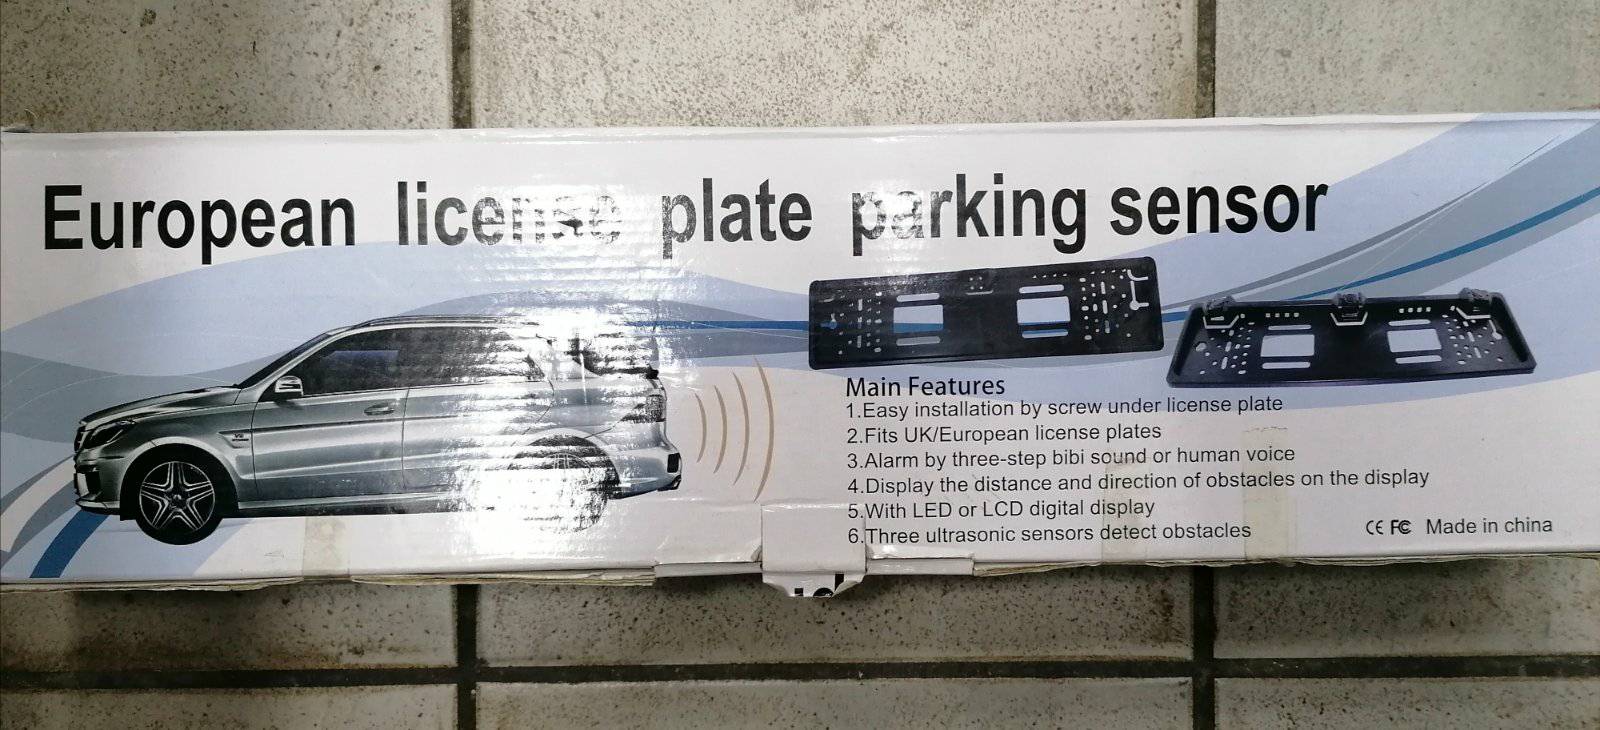 European license plate parking sensor
Main Features
1.Easy installation by screw under license plate
2.Fits UK/European license plates
3.Alarm by three-step bibi sound or human voice
4.Display the distance and direction of obstacles on the display
5.With LED or LCD digital display
6.Three ultrasonic sensors detect obstacles
CE FC Made in china